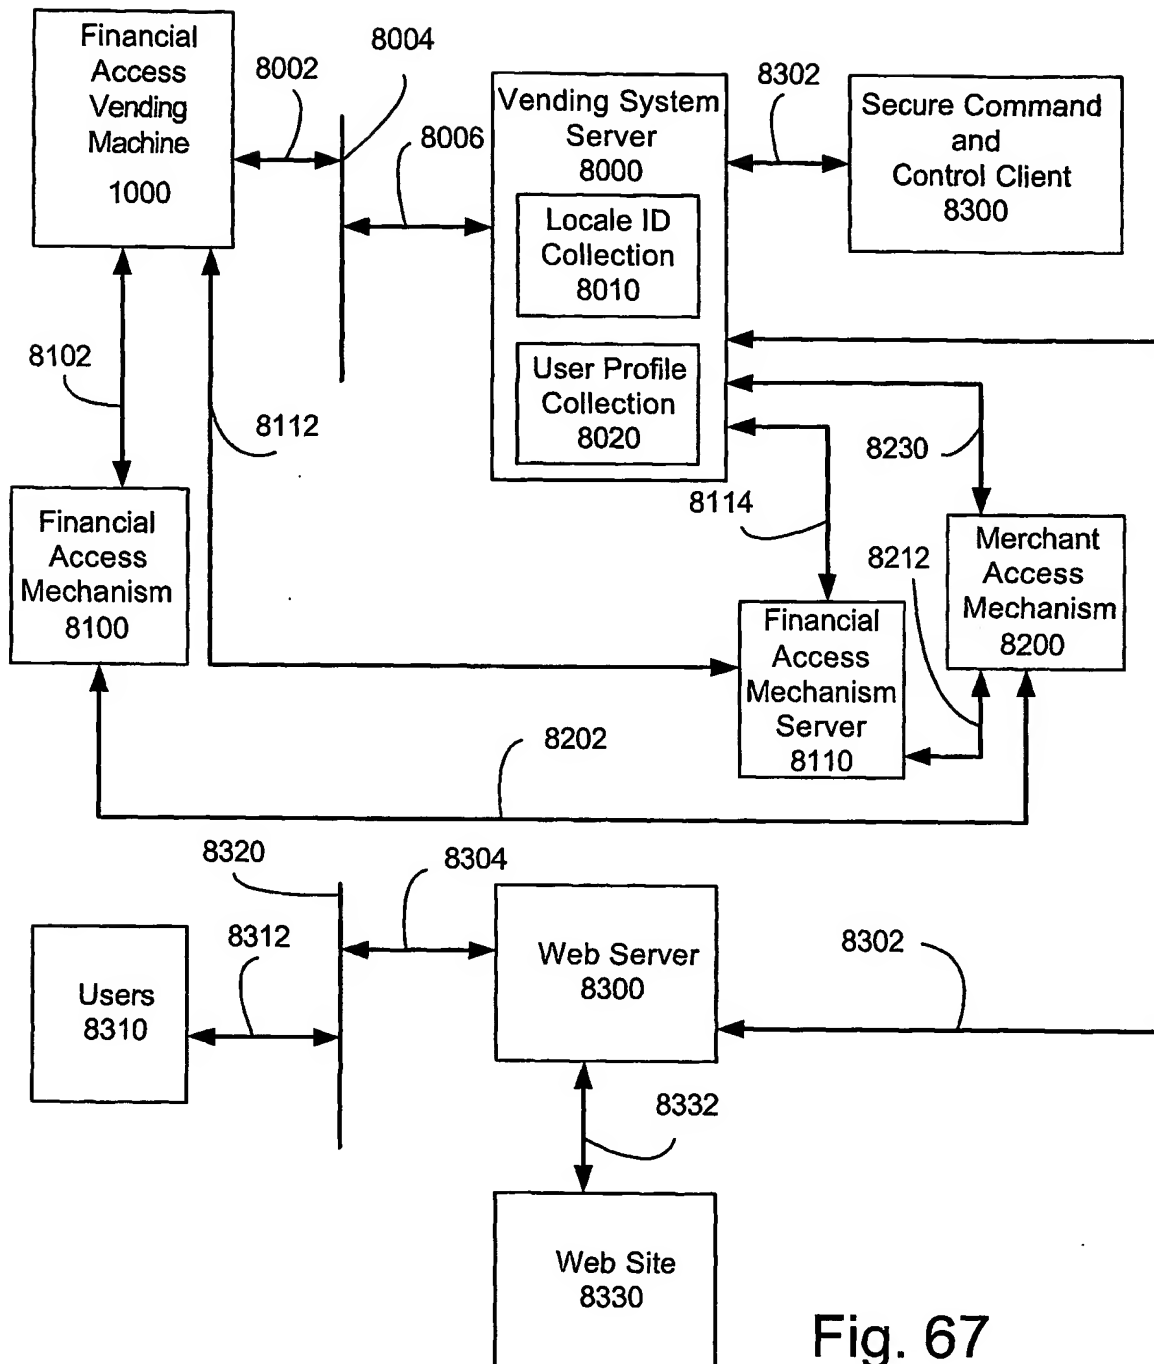 Financial
Access
Vending
Machine
1000
8002
8004
8006
Vending System
Server
8000
Locale ID
Collection
8010
User Profile
Collection
8020
8302
Secure Command
and
Control Client
8300
8102
8112
8114
8230
8212
Financial
Access
Mechanism
8100
Financial
Access
Mechanism
Server
8110
Merchant
Access
Mechanism
8200
8202
8320
8304
8312
Users
8310
Web Server
8300
8302
8332
Web Site
8330
Fig. 67